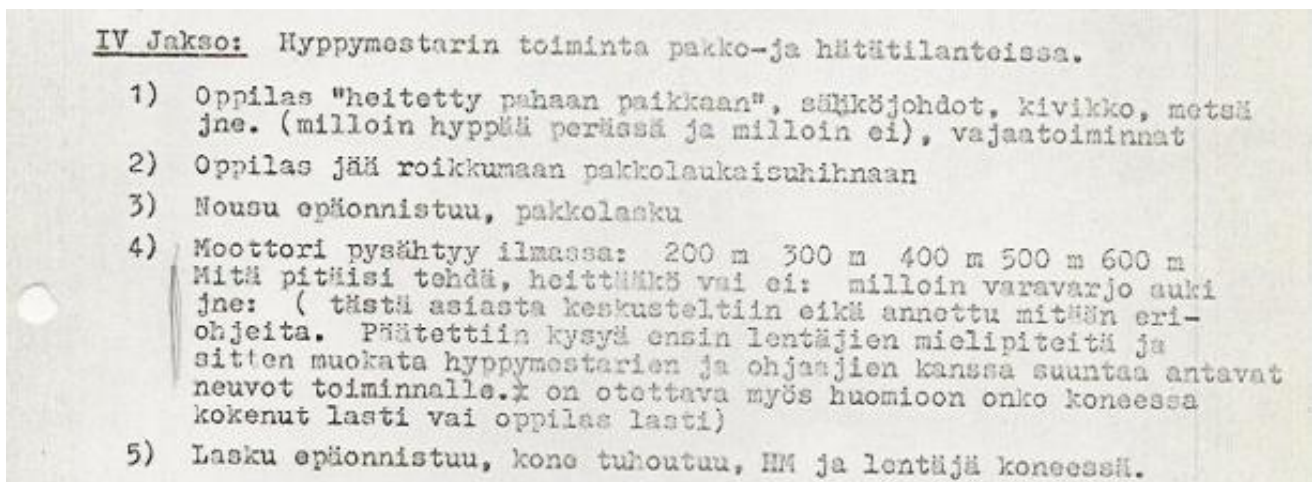 IV Jakso: Hyppymestarin toiminta pakko-ja hätätilanteissa.
1) Oppilas "heitetty pahaan paikkaan", sähköjohdot, kivikko, metsä
jne. (milloin hyppää perässä ja milloin ei), vajaatoiminnat
2) Oppilas jää roikkumaan pakkolaukaisuhihnaan
3) Nousu epäonnistuu, pakkolasku
4) Moottori pysähtyy ilmassa: 200 m 300 m 400 m 500 m 600 m
Mitä pitäisi tehdä, heittääkö vai ei: milloin varavarjo auki
jne: ( tästä asiasta keskusteltiin eikä annettu mitään eri-
ohjeita. Päätettiin kysyä ensin lentäjien mielipiteitä ja
sitten muokata hyppymestarien ja ohjaajien kanssa suuntaa antavat
neuvot toiminnalle.x on otettava myös huomioon onko koneessa
kokenut lasti vai oppilas lasti)
5) Lasku epäonnistuu, kone tuhoutuu, HM ja lentäjä koneessä.